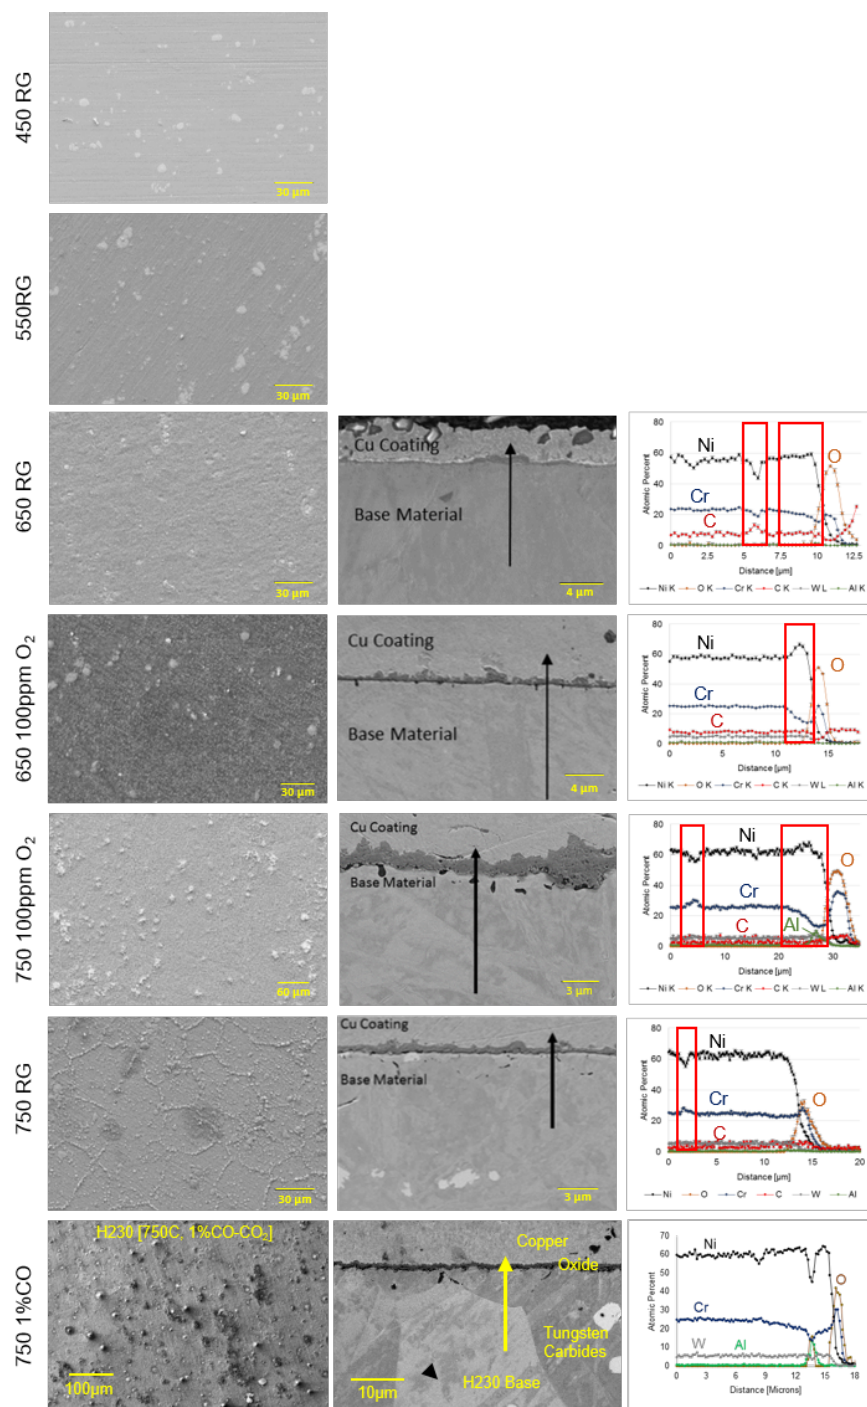 450 RG
30 µm
550RG
30 µm
650 RG
30 µm
Cu Coating
Base Material
4 µm
80
60
40
20
0
Atomic Percent
Ni
O
Cr
C
0 2.5 5 7.5 10 12.5
Distance [µm]
Ni K O K Cr K C K W L Al K
650 100ppm O2
30 µm
Cu Coating
Base Material
4 µm
80
60
40
20
0
Atomic Percent
Ni
O
Cr
C
0 5 10 15
Distance [µm]
Ni K O K Cr K C K W L Al K
750 100ppm O2
60 µm
Cu Coating
Base Material
3 µm
80
60
40
20
0
Atomic Percent
Ni
O
Cr
Al
C
0 10 20 30
Distance [µm]
Ni K O K Cr K C K W L Al K
750 RG
30 µm
Cu Coating
Base Material
3 µm
80
60
40
20
0
Atomic Percent
Ni
O
Cr
C
0 5 10 15 20
Distance [µm]
Ni O Cr C W Al
750 1%CO
H230 [750C, 1%CO-CO2]
100µm
Copper
Oxide
Tungsten
Carbides
H230 Base
10µm
70
60
50
40
30
20
10
0
Atomic Percent
Ni
O
Cr
W
Al
0 3 6 9 12 15 18
Distance [Microns]